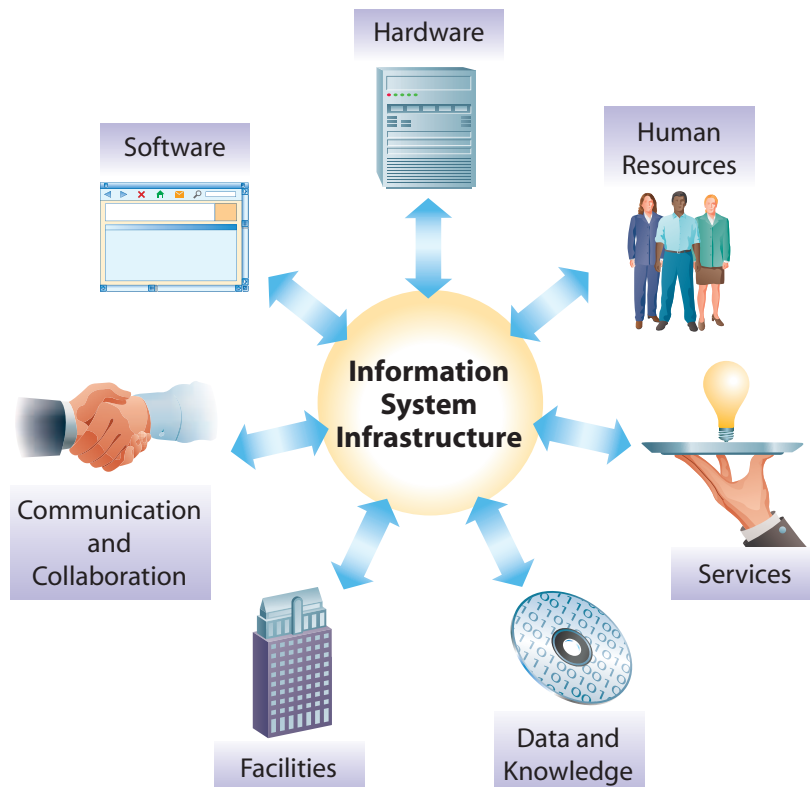 Hardware
Software
Human
Resources
Information
System
Infrastructure
Communication
and
Collaboration
Services
Facilities
Data and
Knowledge